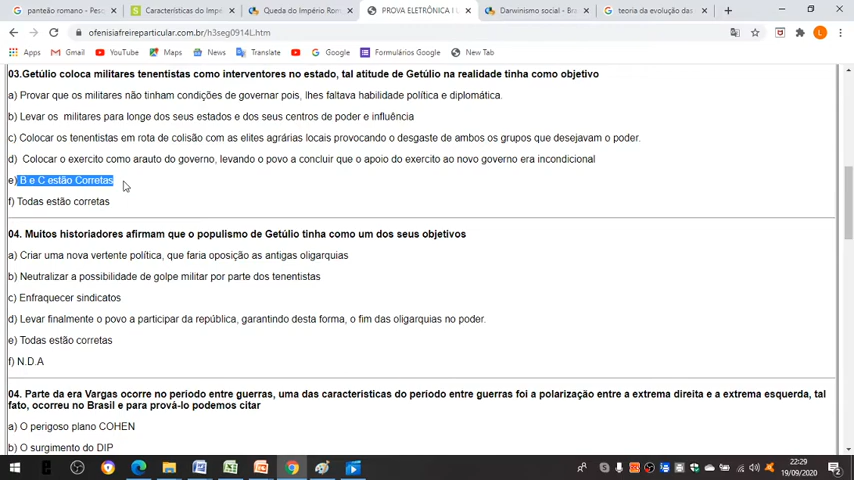 panteão romano - Pesq
Características do Impé
Queda do Império Rom
PROVA ELETRÔNICA I L
Darwinismo social - Bra
teoria da evolução das
ofenisiafreireparticular.com.br/h3seg0914L.htm
L
Apps
Gmail
YouTube
Maps
News
Translate
Google
Formulários Google
New Tab
03.Getúlio coloca militares tenentistas como interventores no estado, tal atitude de Getúlio na realidade tinha como objetivo
a) Provar que os militares não tinham condições de governar pois, lhes faltava habilidade política e diplomática.
b) Levar os militares para longe dos seus estados e dos seus centros de poder e influência
c) Colocar os tenentistas em rota de colisão com as elites agrárias locais provocando o desgaste de ambos os grupos que desejavam o poder.
d) Colocar o exercito como arauto do governo, levando o povo a concluir que o apoio do exercito ao novo governo era incondicional
e) B e C estão Corretas
f) Todas estão corretas
04. Muitos historiadores afirmam que o populismo de Getúlio tinha como um dos seus objetivos
a) Criar uma nova vertente política, que faria oposição as antigas oligarquias
b) Neutralizar a possibilidade de golpe militar por parte dos tenentistas
c) Enfraquecer sindicatos
d) Levar finalmente o povo a participar da república, garantindo desta forma, o fim das oligarquias no poder.
e) Todas estão corretas
f) N.D.A
04. Parte da era Vargas ocorre no período entre guerras, uma das características do período entre guerras foi a polarização entre a extrema direita e a extrema esquerda, tal
fato, ocorreu no Brasil e para prová-lo podemos citar
a) O perigoso plano COHEN
b) O surgimento do DIP
22:29
19/09/2020
2